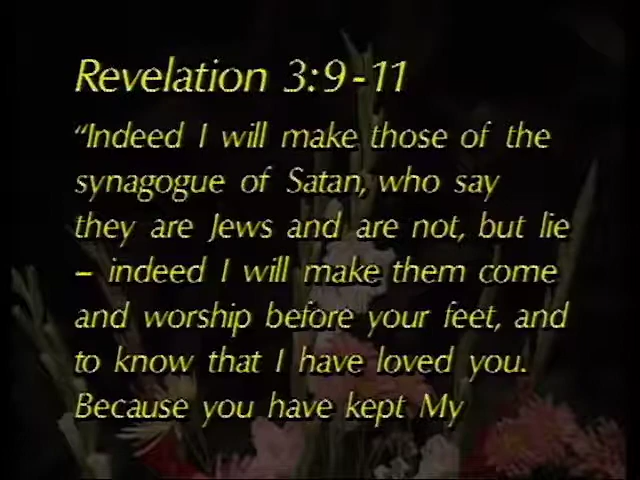 Revelation 3:9-11
“Indeed I will make those of the
synagogue of Satan, who say
they are Jews and are not, but lie
– indeed I will make them come
and worship before your feet, and
to know that I have loved you.
Because you have kept My